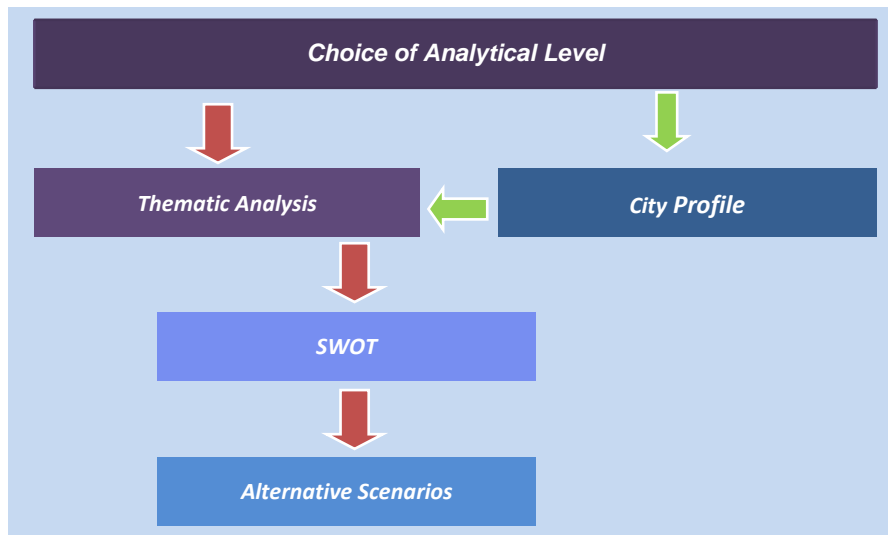 Choice of Analytical Level
Thematic Analysis
City Profile
SWOT
Alternative Scenarios